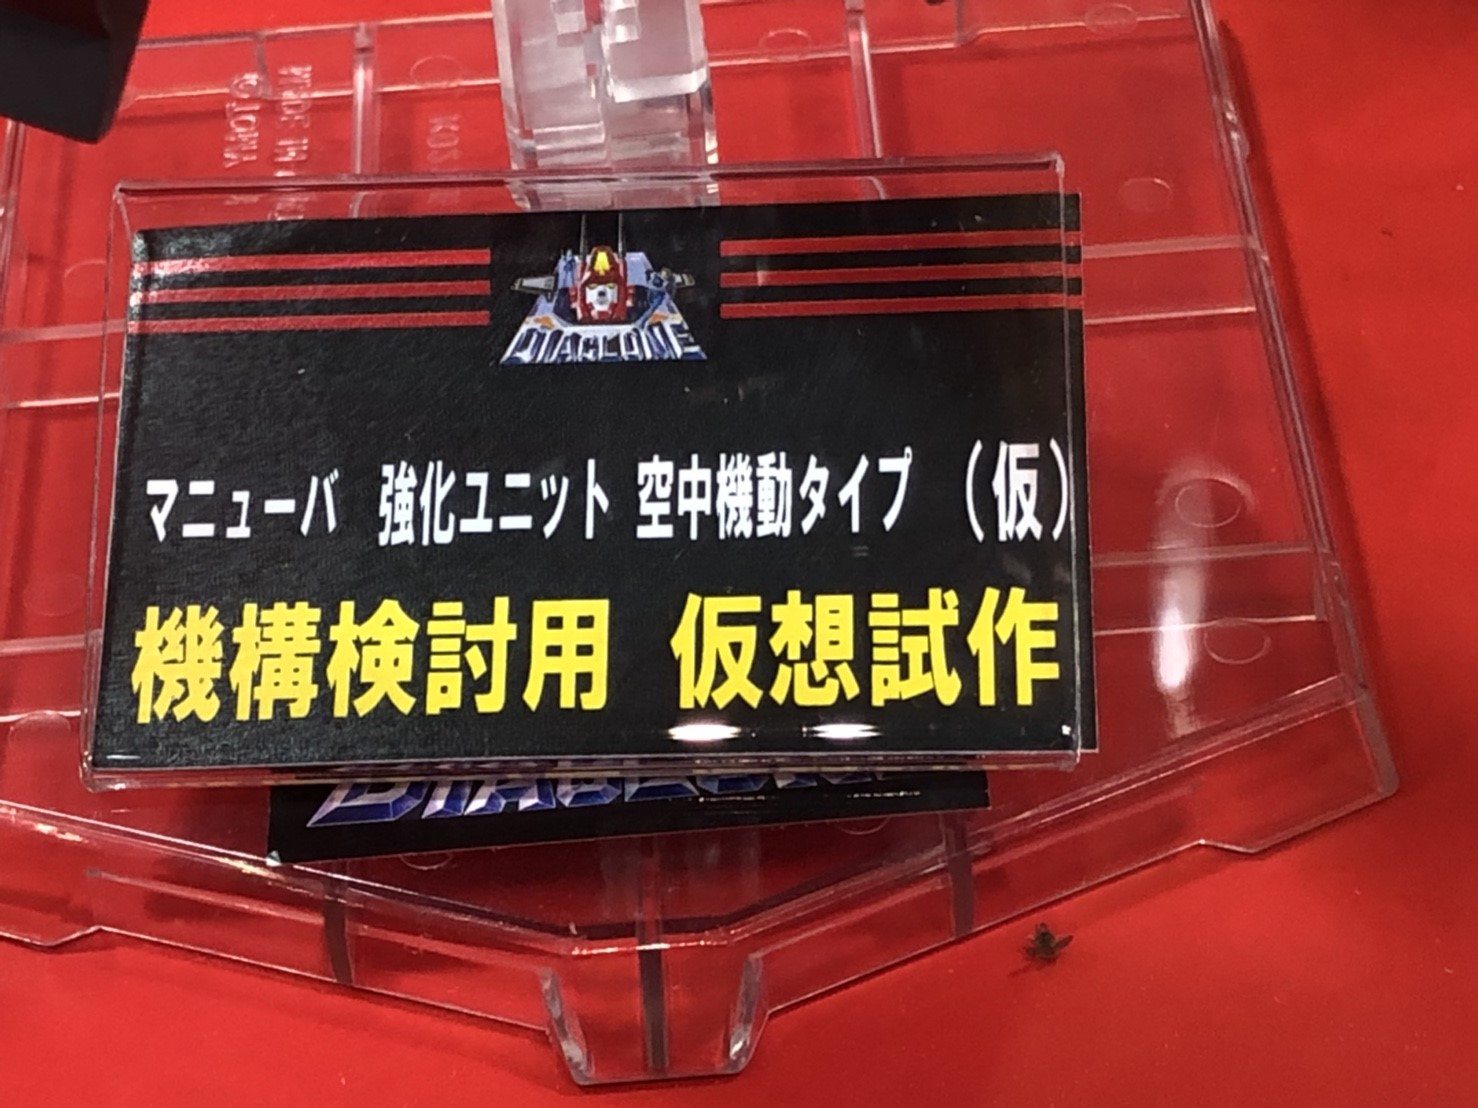 DIACLONE
マニューバ 強化ユニット 空中機動タイプ （仮）
機構検討用 仮想試作
DIACLONE